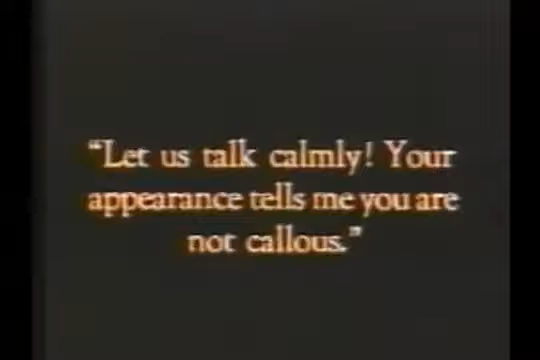 “Let us talk calmly! Your
appearance tells me you are
not callous.”